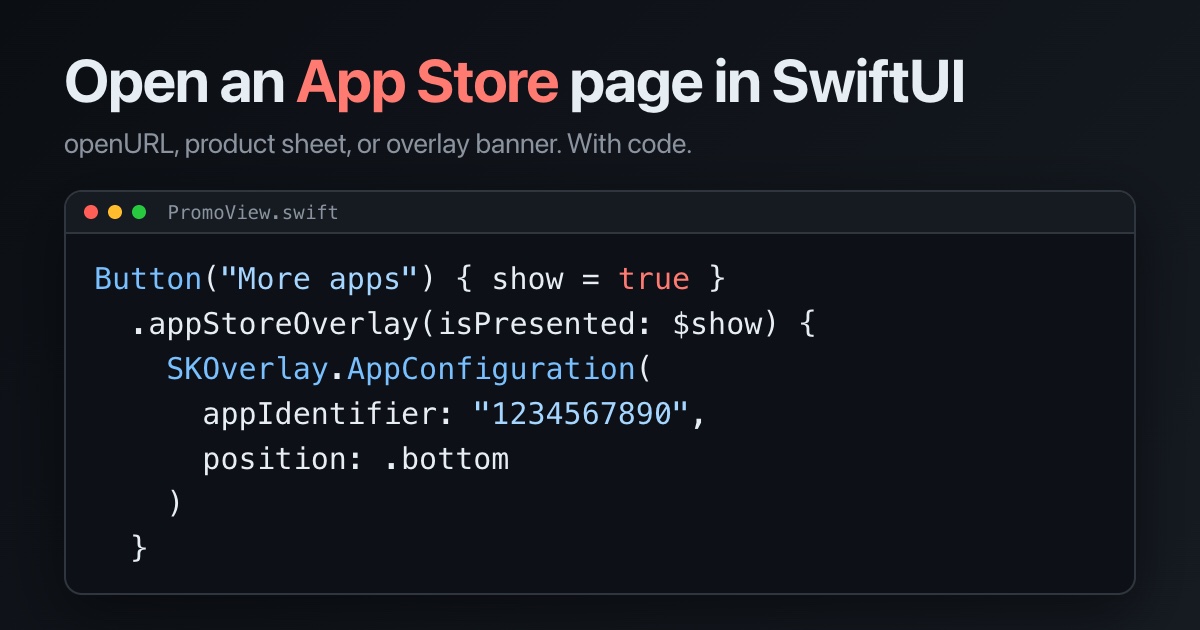 Open an App Store page in SwiftUI
openURL, product sheet, or overlay banner. With code.
PromoView.swift
Button("More apps") { show = true }
  .appStoreOverlay(isPresented: $show) {
    SKOverlay.AppConfiguration(
      appIdentifier: "1234567890",
      position: .bottom
    )
  }